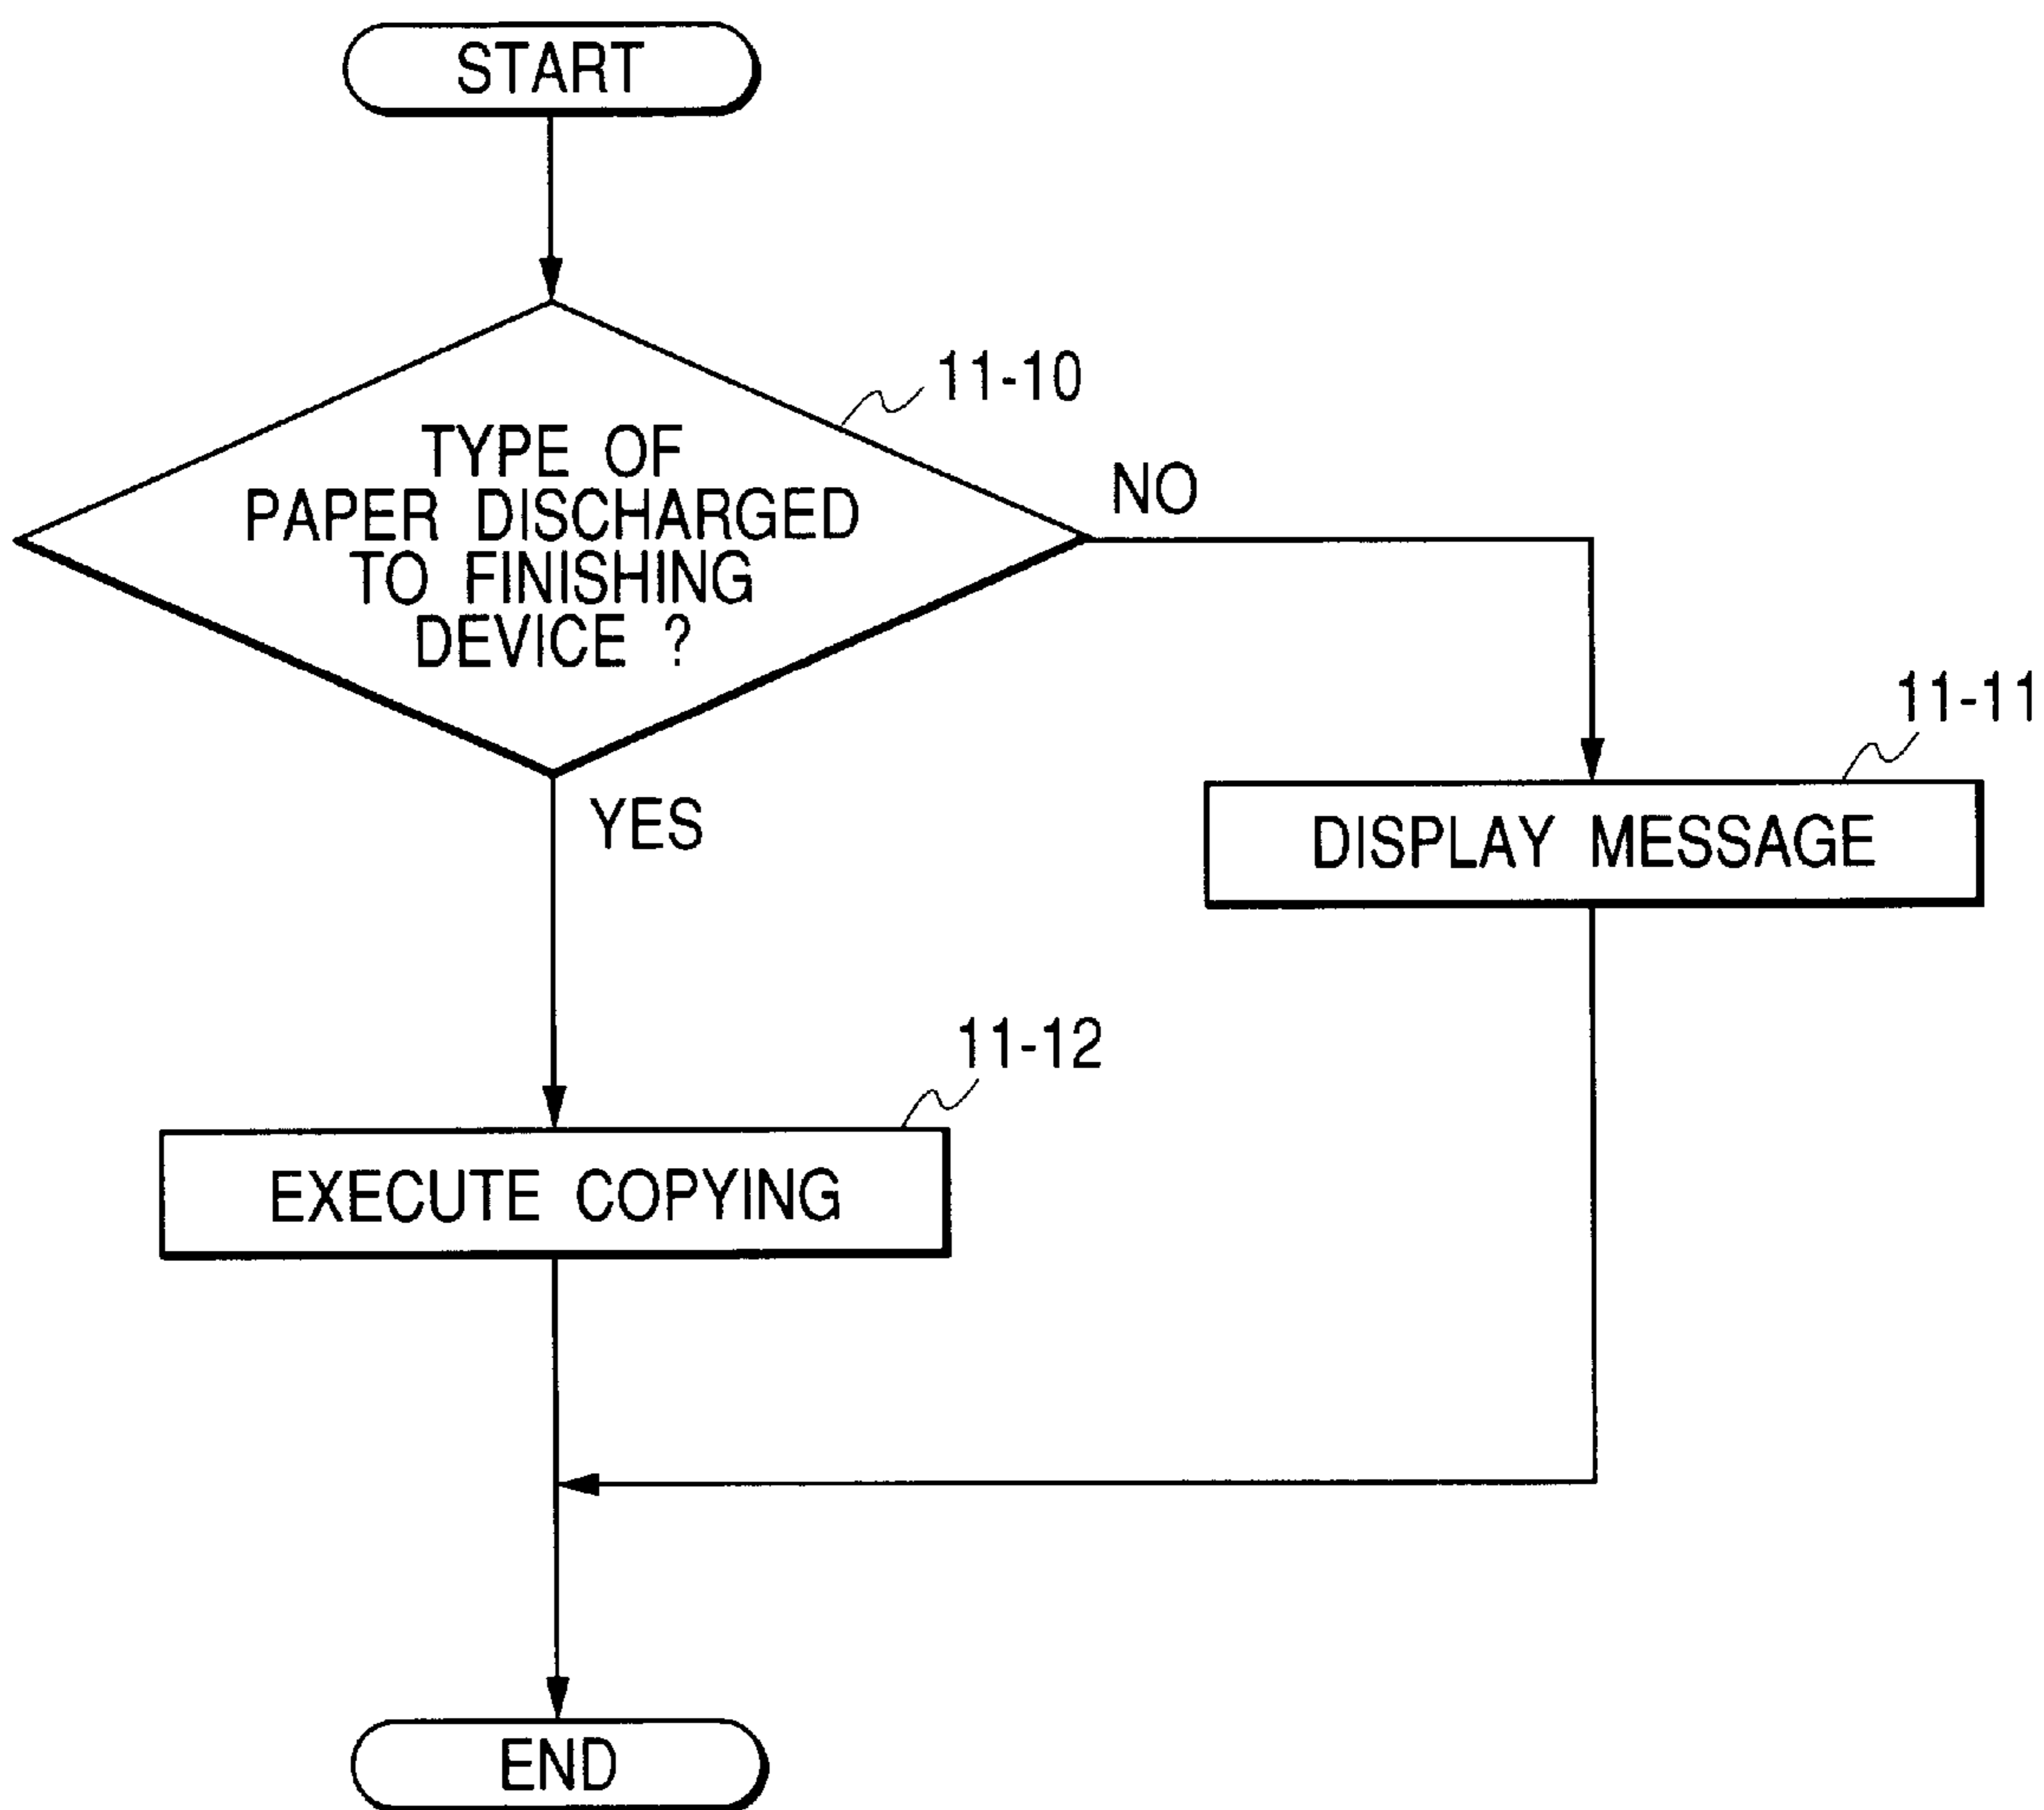 START
11-10
TYPE OF
PAPER DISCHARGED
TO FINISHING
DEVICE ?
NO
YES
11-11
DISPLAY MESSAGE
11-12
EXECUTE COPYING
END